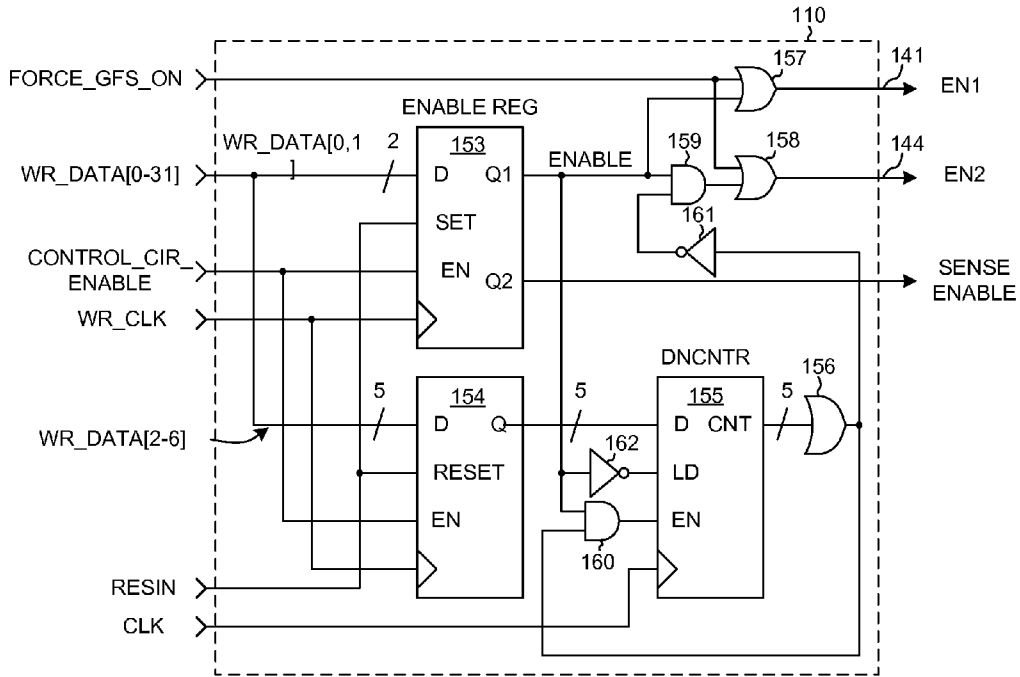 110
FORCE_GFS_ON
157
141
EN1
ENABLE REG
WR_DATA[0,1
2
153
D
Q1
ENABLE
159
158
144
EN2
WR_DATA[0-31]
SET
161
CONTROL_CIR_
ENABLE
EN
Q2
SENSE
ENABLE
WR_CLK
DNCNTR
156
5
154
5
155
5
D
Q
D
CNT
WR_DATA[2-6]
162
RESET
LD
EN
EN
160
RESIN
CLK